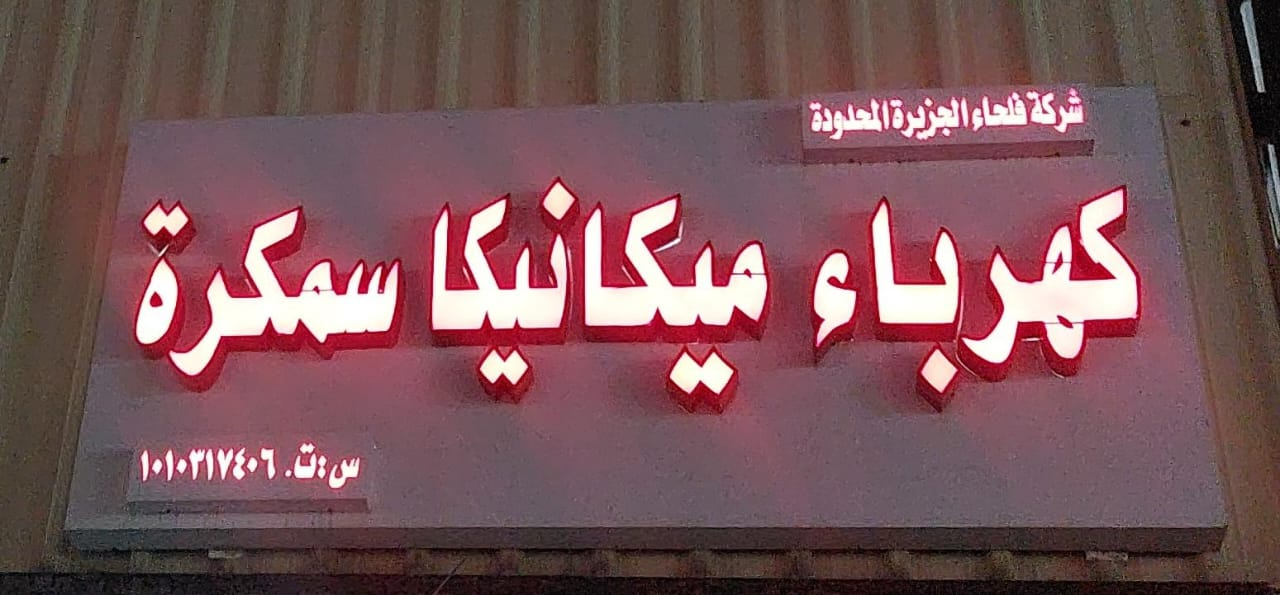 شركة فلحاء الجزيرة المحدودة
كهرباء ميكانيكا سمكرة
س:ت. ١٠١٠٣١٧٤٠٦